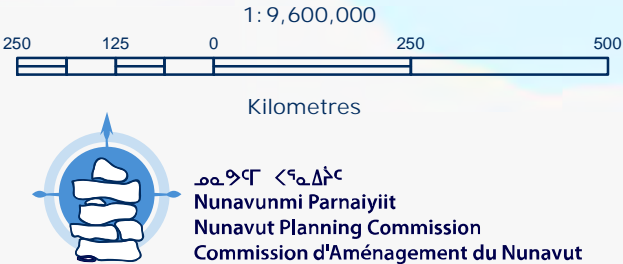 1:9,600,000
250 125 0 250 500
Kilometres
ᓄᓇᕗᑦᒥ ᐸᕐᓇᐃᔩᑦ
Nunavunmi Parnaiyiit
Nunavut Planning Commission
Commission d'Aménagement du Nunavut